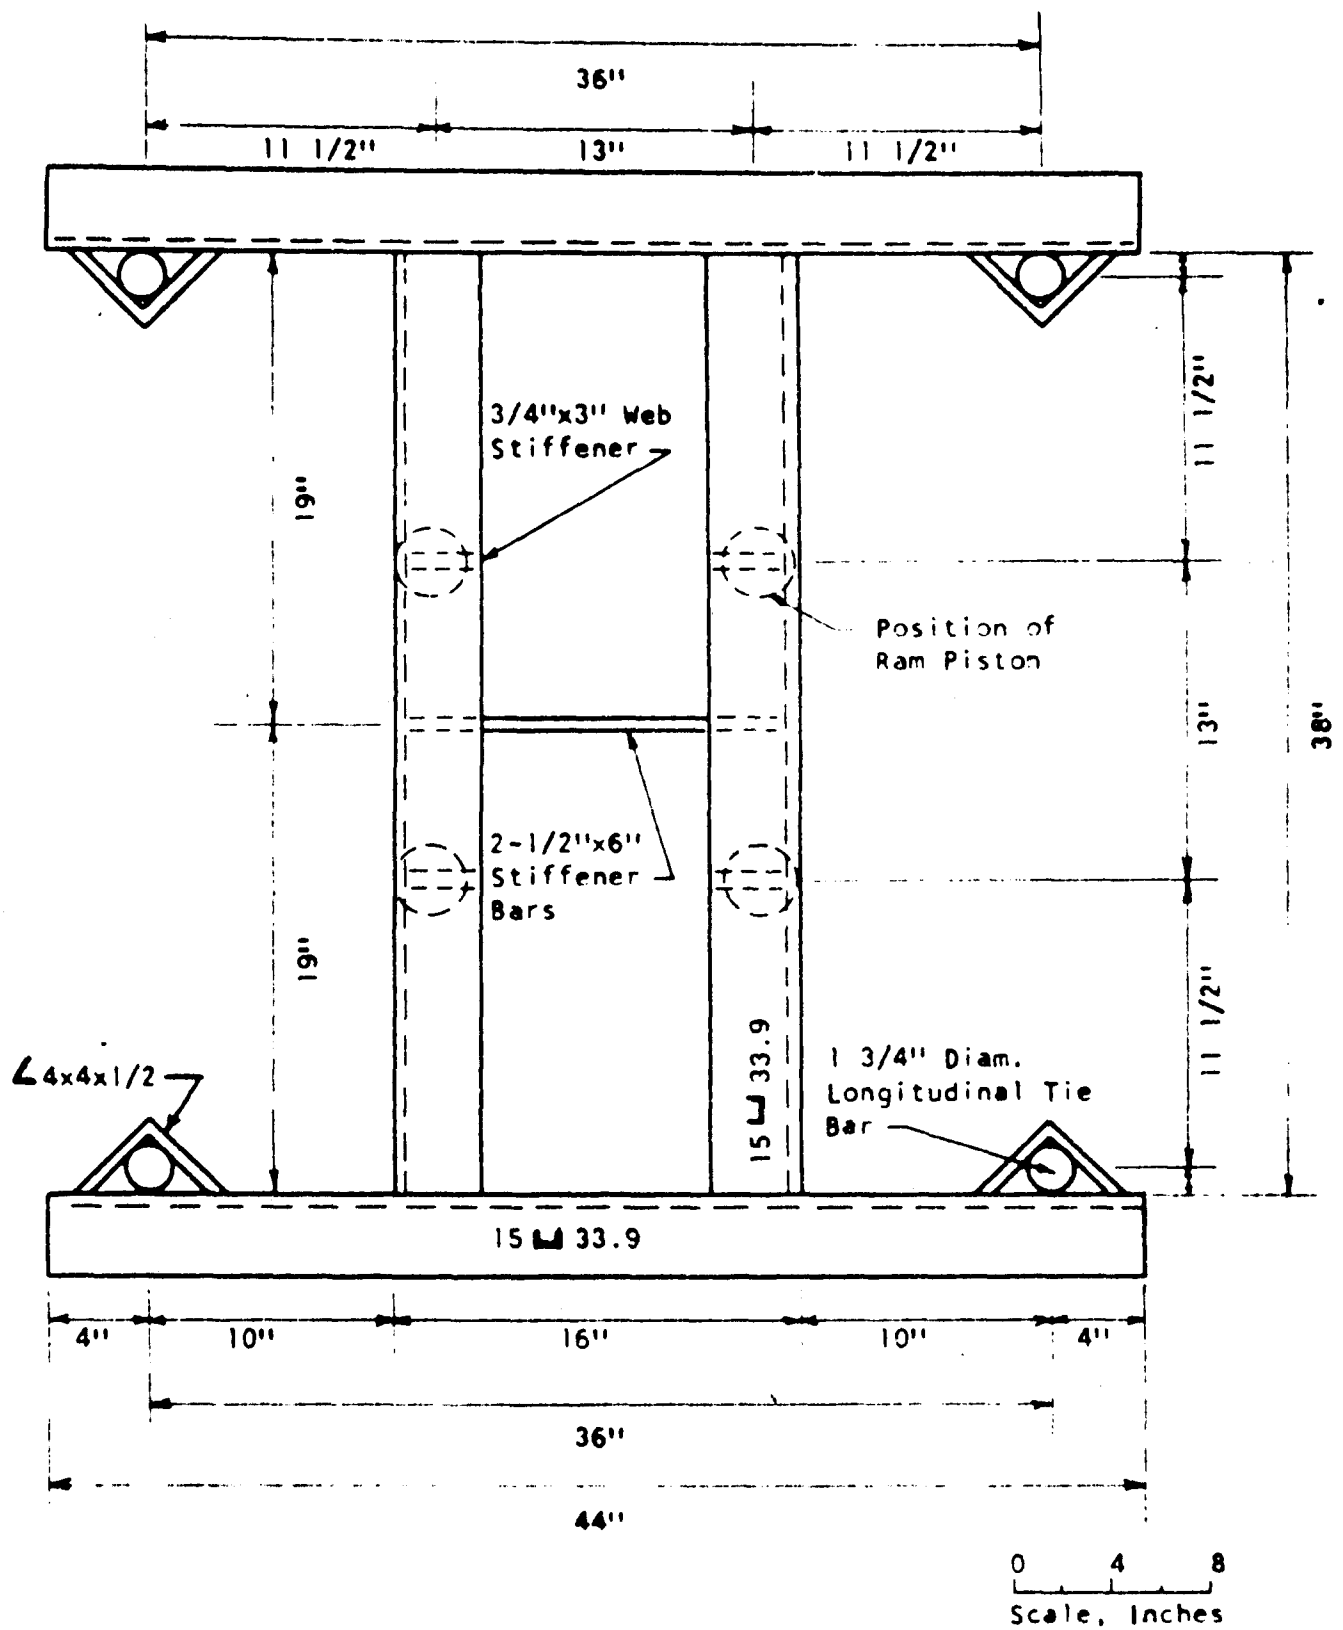 36"
11 1/2"
13"
11 1/2"
3/4"x3" Web
Stiffener
19"
11 1/2"
Position of
Ram Piston
13"
38"
2-1/2"x6"
Stiffener
Bars
19"
11 1/2"
∠4x4x1/2
15 ⊔ 33.9
1 3/4" Diam.
Longitudinal Tie
Bar
15 ⊔ 33.9
4"
10"
16"
10"
4"
36"
44"
0 4 8
Scale, Inches